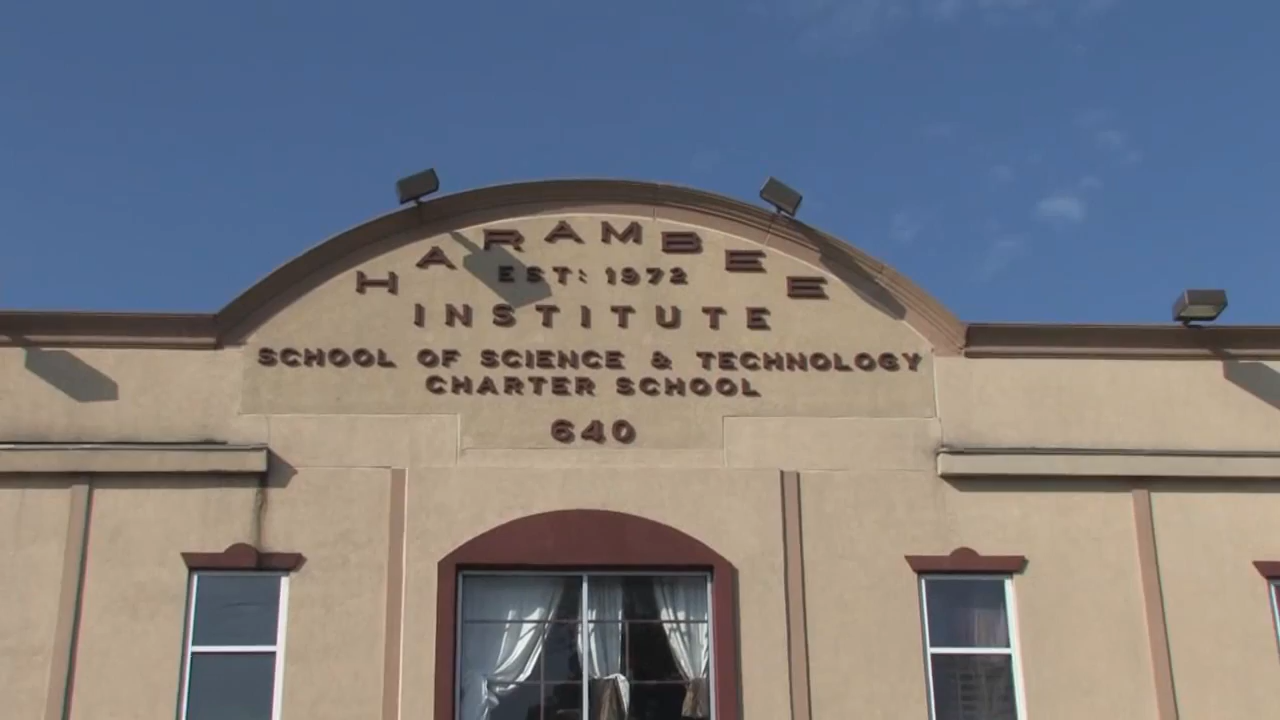 HARAMBEE
EST: 1972
INSTITUTE
SCHOOL OF SCIENCE & TECHNOLOGY
CHARTER SCHOOL
640